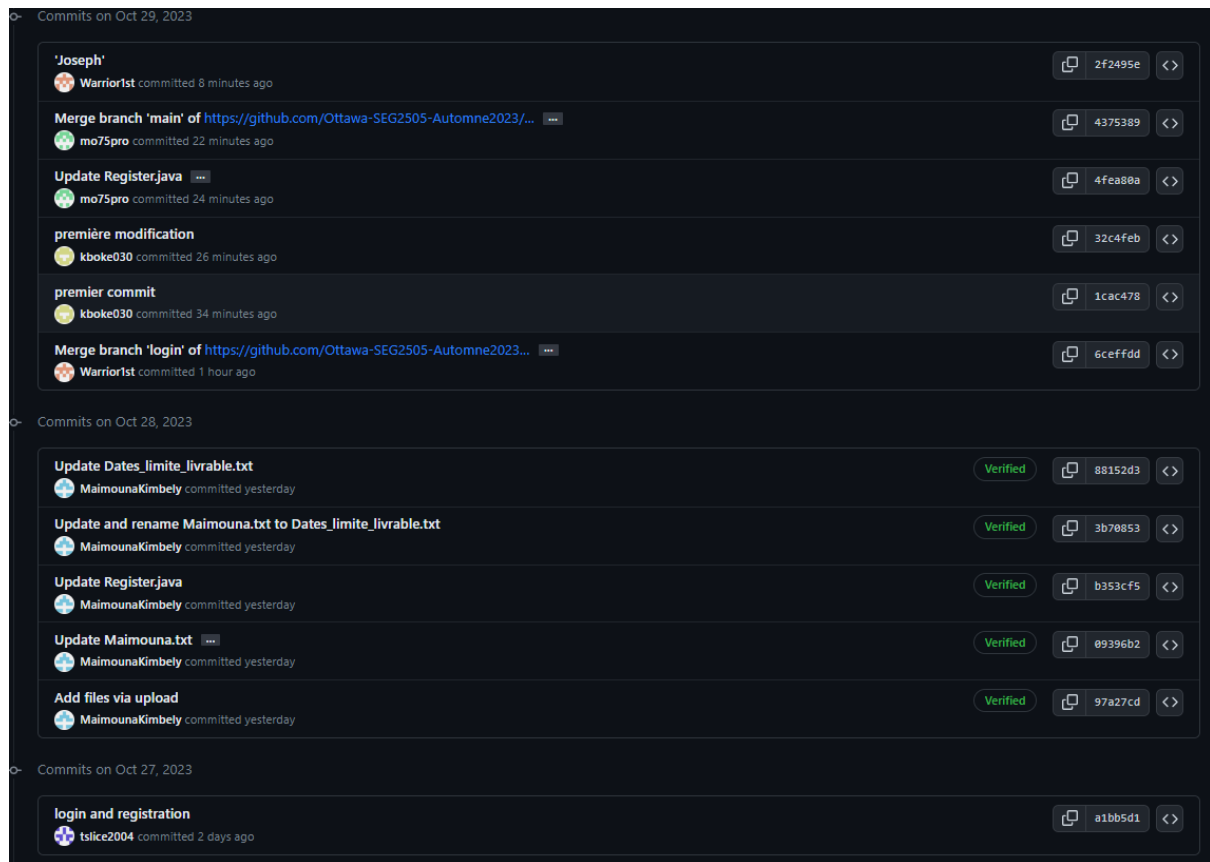 Commits on Oct 29, 2023
'Joseph'
2f2495e
Warrior1st committed 8 minutes ago
Merge branch 'main' of https://github.com/Ottawa-SEG2505-Automne2023/... ...
4375389
mo75pro committed 22 minutes ago
Update Register.java ...
4fea80a
mo75pro committed 24 minutes ago
première modification
32c4feb
kboke030 committed 26 minutes ago
premier commit
1cac478
kboke030 committed 34 minutes ago
Merge branch 'login' of https://github.com/Ottawa-SEG2505-Automne2023... ...
6ceffdd
Warrior1st committed 1 hour ago
Commits on Oct 28, 2023
Update Dates_limite_livrable.txt
Verified 88152d3
MaimounaKimbely committed yesterday
Update and rename Maimouna.txt to Dates_limite_livrable.txt
Verified 3b70853
MaimounaKimbely committed yesterday
Update Register.java
Verified b353cf5
MaimounaKimbely committed yesterday
Update Maimouna.txt ...
Verified 09396b2
MaimounaKimbely committed yesterday
Add files via upload
Verified 97a27cd
MaimounaKimbely committed yesterday
Commits on Oct 27, 2023
login and registration
a1bb5d1
tslice2004 committed 2 days ago